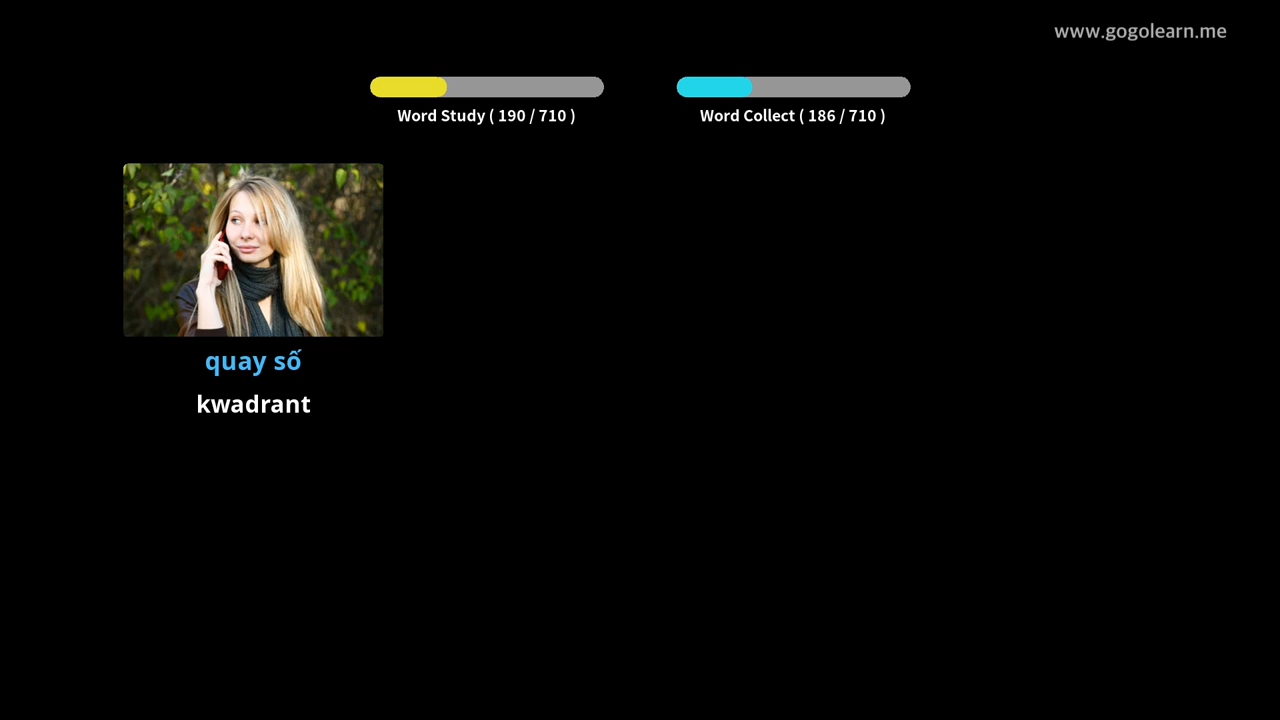 www.gogolearn.me
Word Study ( 190 / 710 )
Word Collect ( 186 / 710 )
quay số
kwadrant